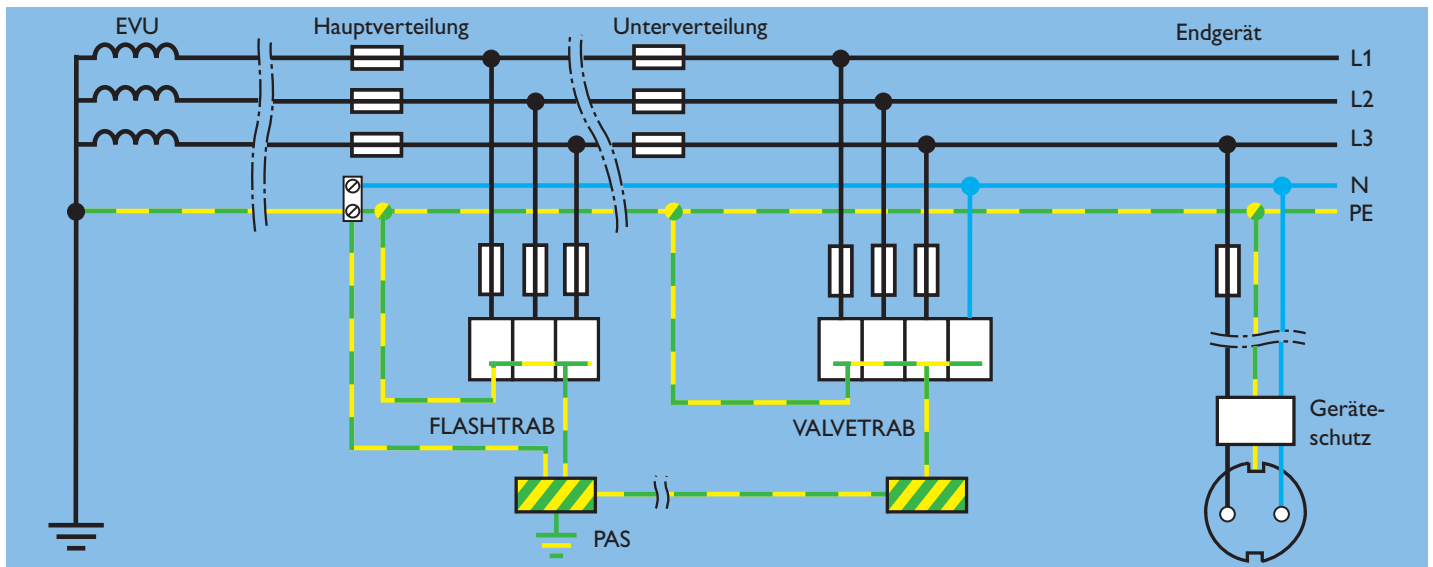 EVU
Hauptverteilung
Unterverteilung
Endgerät
L1
L2
L3
N
PE
FLASHTRAB
VALVETRAB
Geräte-
schutz
PAS